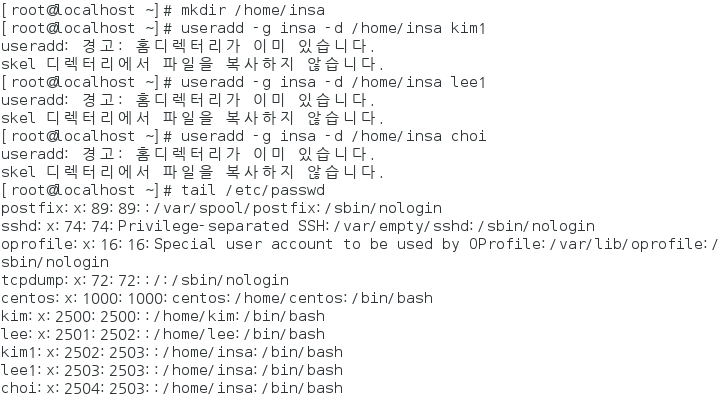 [root@localhost ~]# mkdir /home/insa
[root@localhost ~]# useradd -g insa -d /home/insa kim1
useradd: 경고: 홈디렉터리가 이미 있습니다.
skel 디렉터리에서 파일을 복사하지 않습니다.
[root@localhost ~]# useradd -g insa -d /home/insa lee1
useradd: 경고: 홈디렉터리가 이미 있습니다.
skel 디렉터리에서 파일을 복사하지 않습니다.
[root@localhost ~]# useradd -g insa -d /home/insa choi
useradd: 경고: 홈디렉터리가 이미 있습니다.
skel 디렉터리에서 파일을 복사하지 않습니다.
[root@localhost ~]# tail /etc/passwd
postfix:x:89:89::/var/spool/postfix:/sbin/nologin
sshd:x:74:74:Privilege-separated SSH:/var/empty/sshd:/sbin/nologin
oprofile:x:16:16:Special user account to be used by OProfile:/var/lib/oprofile:/
sbin/nologin
tcpdump:x:72:72::/:/sbin/nologin
centos:x:1000:1000:centos:/home/centos:/bin/bash
kim:x:2500:2500::/home/kim:/bin/bash
lee:x:2501:2502::/home/lee:/bin/bash
kim1:x:2502:2503::/home/insa:/bin/bash
lee1:x:2503:2503::/home/insa:/bin/bash
choi:x:2504:2503::/home/insa:/bin/bash